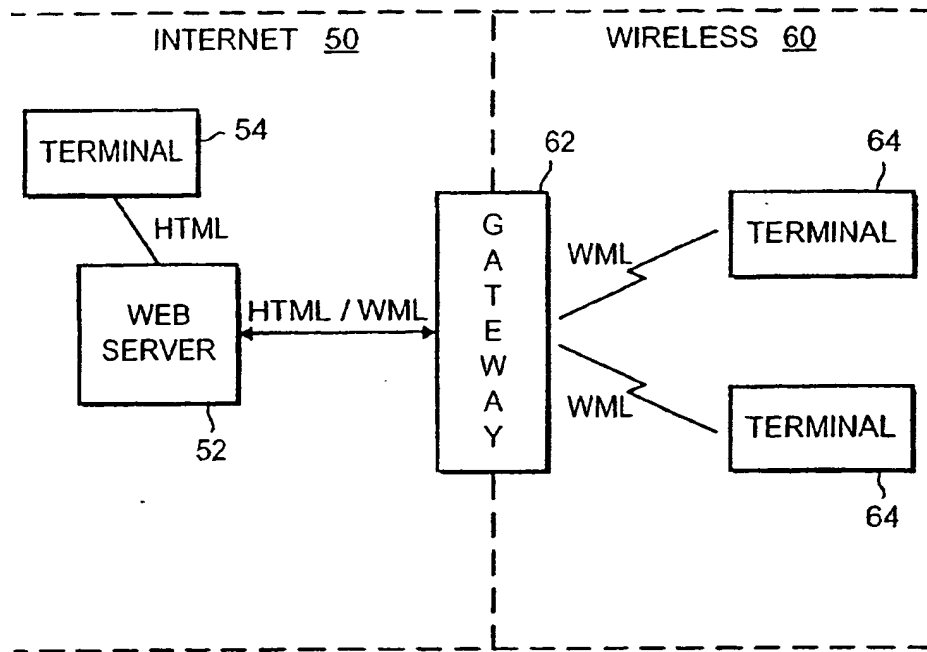 INTERNET 50
WIRELESS 60
TERMINAL
54
HTML
WEB
SERVER
52
HTML / WML
62
GATEWAY
WML
64
TERMINAL
WML
TERMINAL
64